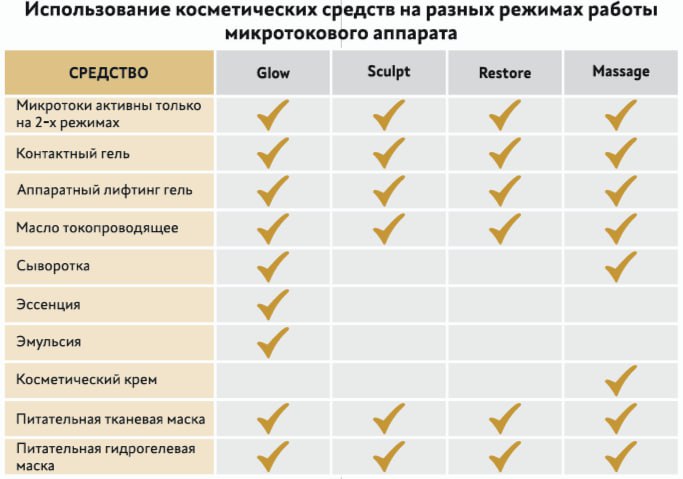 Использование косметических средств на разных режимах работы
микротокового аппарата
СРЕДСТВО Glow Sculpt Restore Massage
Микротоки активны только
на 2-х режимах
Контактный гель
Аппаратный лифтинг гель
Масло токопроводящее
Сыворотка
Эссенция
Эмульсия
Косметический крем
Питательная тканевая маска
Питательная гидрогелевая
маска